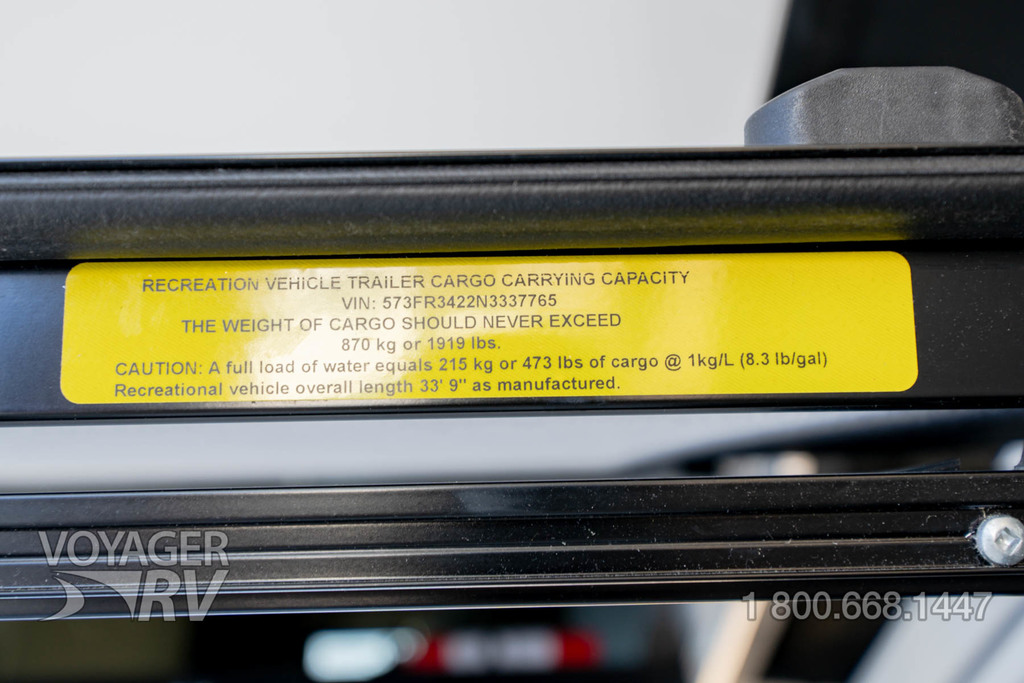 RECREATION VEHICLE TRAILER CARGO CARRYING CAPACITY
VIN: 573FR3422N3337765
THE WEIGHT OF CARGO SHOULD NEVER EXCEED
870 kg or 1919 lbs.
CAUTION: A full load of water equals 215 kg or 473 lbs of cargo @ 1kg/L (8.3 lb/gal)
Recreational vehicle overall length 33' 9" as manufactured.
VOYAGER
RV
1 800.668.1447